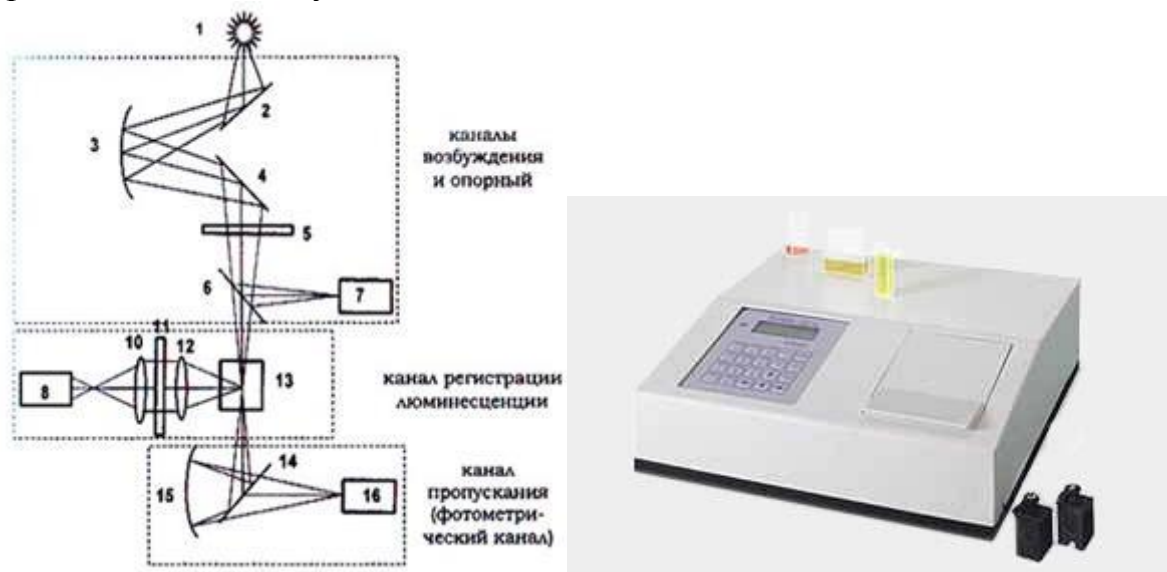 1
2
3
каналы
возбуждения
и опорный
4
5
6
7
11
10
12
8
13
канал регистрации
люминесценции
14
15
16
канал
пропускания
(фотометри-
ческий канал)